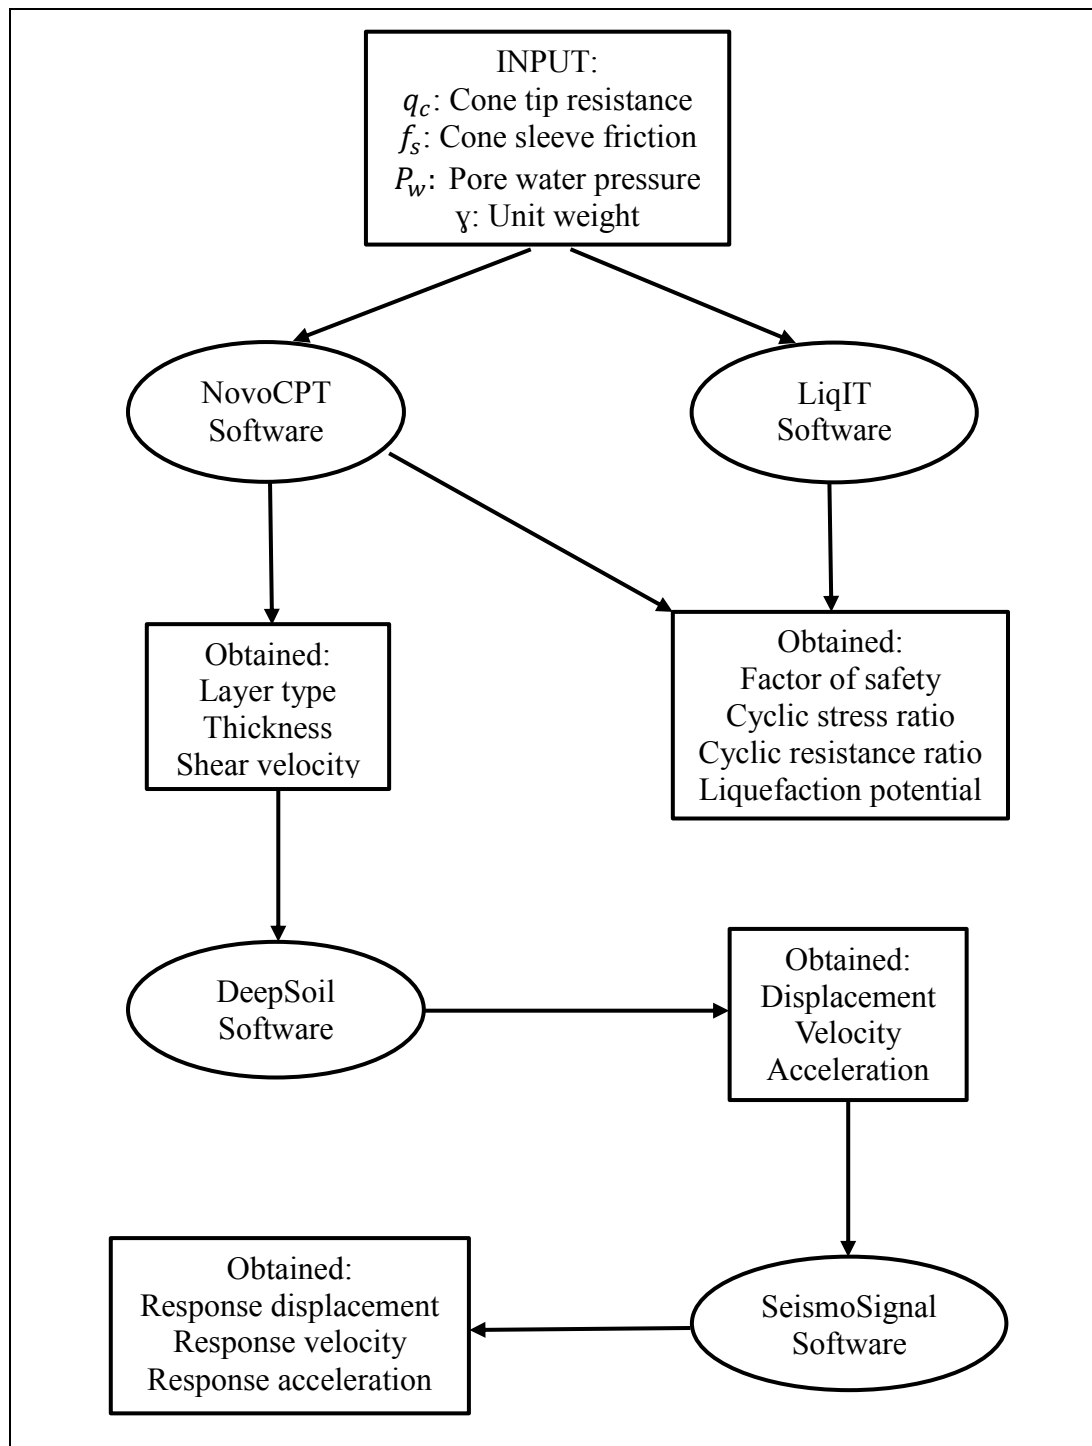 INPUT:
q_c: Cone tip resistance
f_s: Cone sleeve friction
P_w: Pore water pressure
ɣ: Unit weight
NovoCPT
Software
LiqIT
Software
Obtained:
Layer type
Thickness
Shear velocity
Obtained:
Factor of safety
Cyclic stress ratio
Cyclic resistance ratio
Liquefaction potential
DeepSoil
Software
Obtained:
Displacement
Velocity
Acceleration
Obtained:
Response displacement
Response velocity
Response acceleration
SeismoSignal
Software